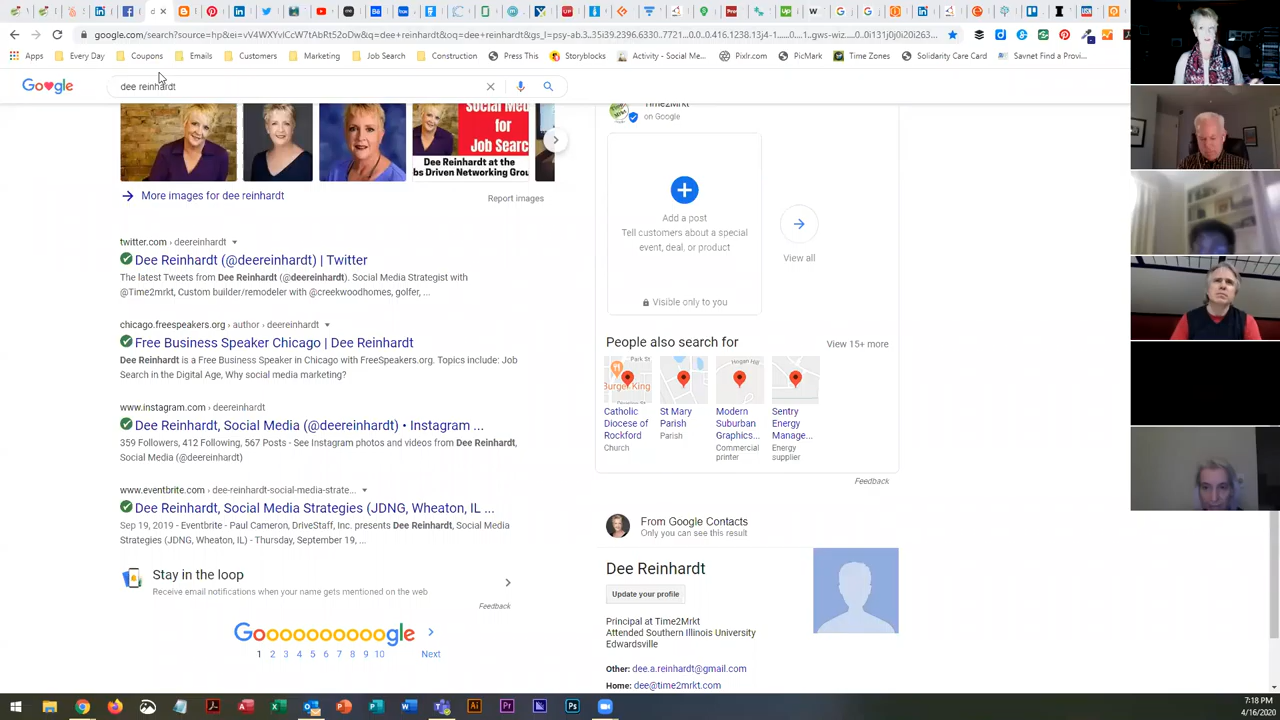 google.com/search?source=hp&ei=vV4WXYvlCcW7tAbR52oDw&q=dee+reinhardt&oq=dee+reinhardt&gs_l=psy-ab.3..35i39.2396.6330..7721...0.0..0.416.1238.13j4-1......0....1..gws-wiz.......0i131j0j0i20i263...
Apps
Every Day
Coupons
Emails
Customers
Marketing
Job Search
Construction
Press This
Stop Clocks
Activity - Social Me...
Pixlr.com
PicMark
Time Zones
Solidarity Care Card
Savnet Find a Provi...
dee reinhardt
SOCIAL MED
for
Job Searc
Dee Reinhardt at the
bs Driven Networking Grou
More images for dee reinhardt
Report images
twitter.com › deereinhardt
Dee Reinhardt (@deereinhardt) | Twitter
The latest Tweets from Dee Reinhardt (@deereinhardt). Social Media Strategist with
@Time2mrkt, Custom builder/remodeler with @creekwoodhomes, golfer, ...
chicago.freespeakers.org › author › deereinhardt
Free Business Speaker Chicago | Dee Reinhardt
Dee Reinhardt is a Free Business Speaker in Chicago with FreeSpeakers.org. Topics include: Job
Search in the Digital Age, Why social media marketing?
www.instagram.com › deereinhardt
Dee Reinhardt, Social Media (@deereinhardt) • Instagram ...
359 Followers, 412 Following, 567 Posts - See Instagram photos and videos from Dee Reinhardt,
Social Media (@deereinhardt)
www.eventbrite.com › dee-reinhardt-social-media-strate...
Dee Reinhardt, Social Media Strategies (JDNG, Wheaton, IL ...
Sep 19, 2019 - Eventbrite - Paul Cameron, DriveStaff, Inc. presents Dee Reinhardt, Social Media
Strategies (JDNG, Wheaton, IL) - Thursday, September 19, ...
Stay in the loop
Receive email notifications when your name gets mentioned on the web
Feedback
Goooooooooogle
1 2 3 4 5 6 7 8 9 10 Next
Time2Mrkt
on Google
Add a post
Tell customers about a special
event, deal, or product
Visible only to you
View all
People also search for
View 15+ more
Burger King
Catholic
Diocese of
Rockford
Church
St Mary
Parish
Parish
Modern
Suburban
Graphics...
Commercial
printer
Sentry
Energy
Manage...
Energy
supplier
Feedback
From Google Contacts
Only you can see this result
Dee Reinhardt
Update your profile
Principal at Time2Mrkt
Attended Southern Illinois University
Edwardsville
Other: dee.a.reinhardt@gmail.com
Home: dee@time2mrkt.com
7:18 PM
4/16/2020